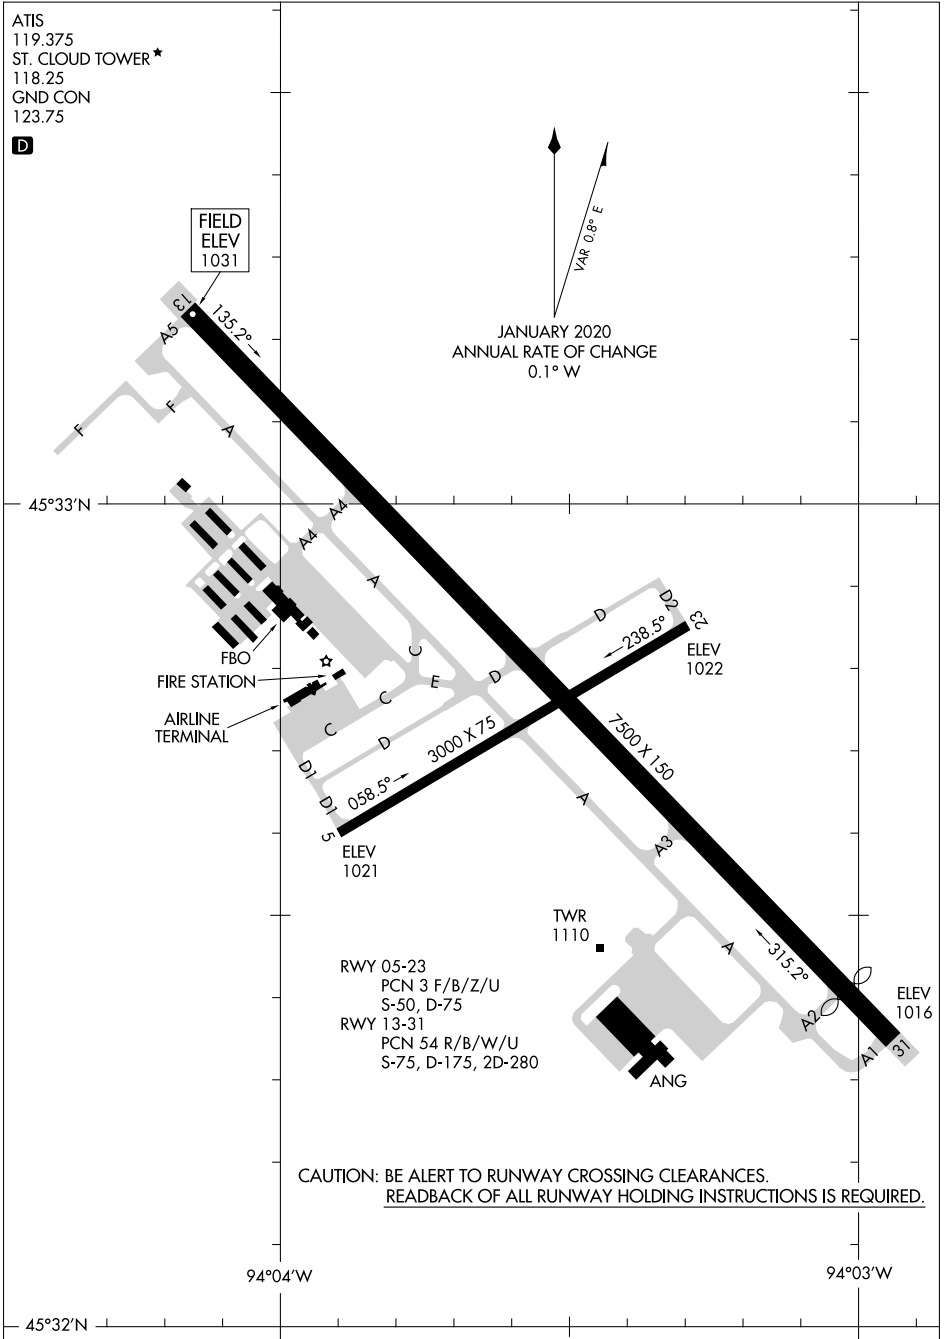 ATIS
119.375
ST. CLOUD TOWER★
118.25
GND CON
123.75
D
FIELD
ELEV
1031
VAR 0.8° E
JANUARY 2020
ANNUAL RATE OF CHANGE
0.1° W
13
135.2°
A5
F
F
A
45°33'N
A4
A4
A
D
D2
23
238.5°
ELEV
1022
FBO
FIRE STATION
AIRLINE
TERMINAL
C
C
E
D
C
D
3000 X 75
7500 X 150
D1
D1
058.5°
5
ELEV
1021
A
A3
TWR
1110
A
315.2°
ELEV
1016
A2
A1
31
RWY 05-23
PCN 3 F/B/Z/U
S-50, D-75
RWY 13-31
PCN 54 R/B/W/U
S-75, D-175, 2D-280
ANG
CAUTION: BE ALERT TO RUNWAY CROSSING CLEARANCES.
READBACK OF ALL RUNWAY HOLDING INSTRUCTIONS IS REQUIRED.
94°04'W
94°03'W
45°32'N